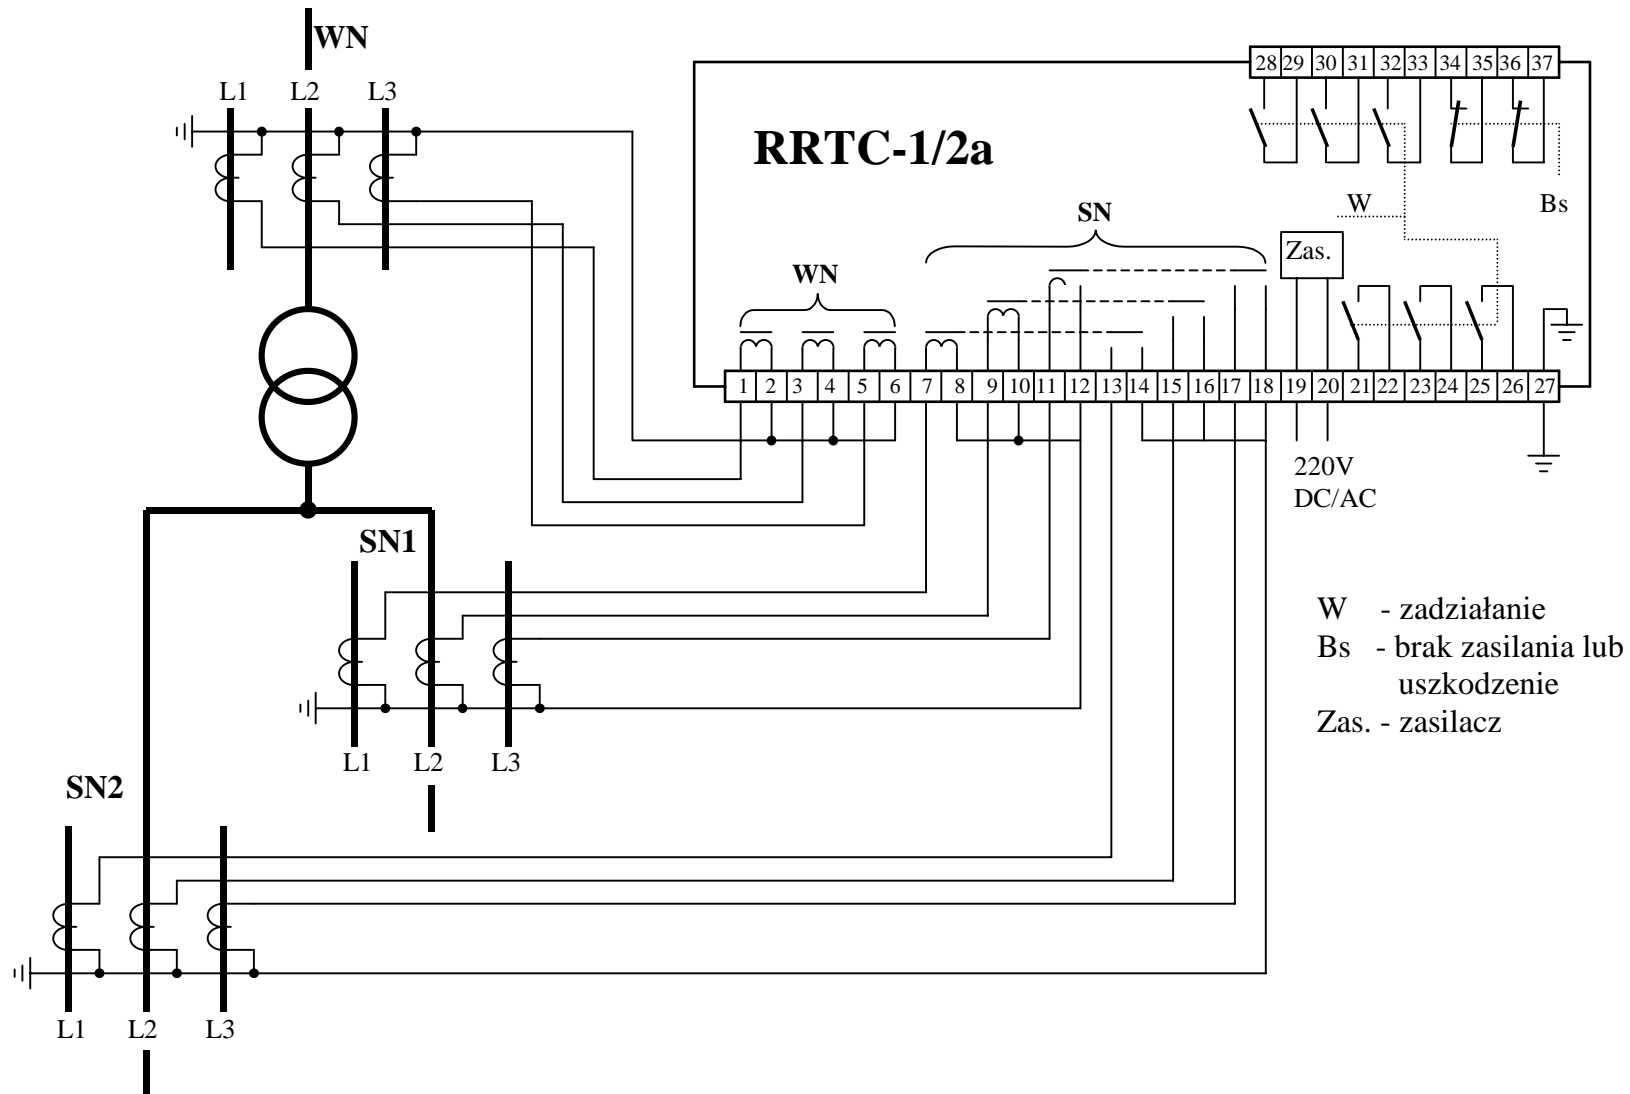 WN
L1 L2 L3
28 29 30 31 32 33 34 35 36 37
RRTC-1/2a
W
Bs
SN
Zas.
WN
1 2 3 4 5 6 7 8 9 10 11 12 13 14 15 16 17 18 19 20 21 22 23 24 25 26 27
220V
DC/AC
SN1
W - zadziałanie
Bs - brak zasilania lub
uszkodzenie
Zas. - zasilacz
L1 L2 L3
SN2
L1 L2 L3